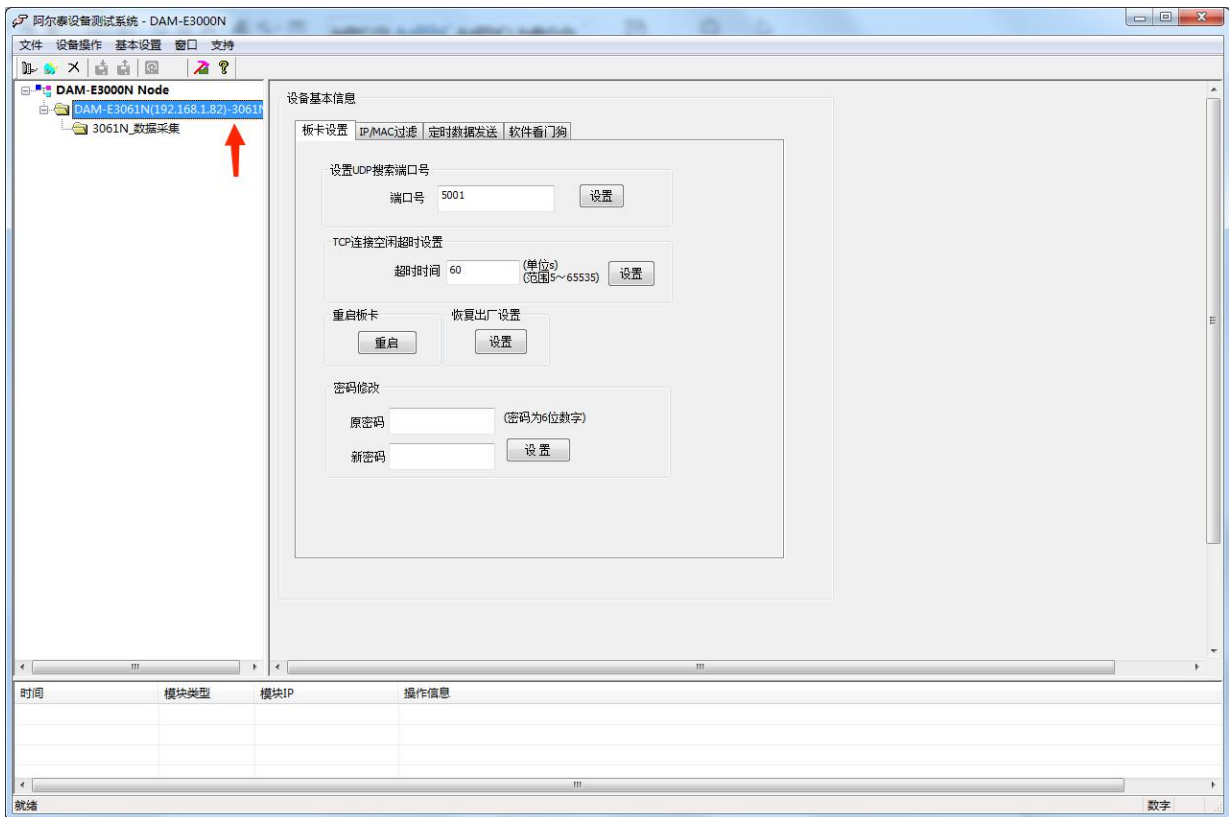 阿尔泰设备测试系统 - DAM-E3000N
文件 设备操作 基本设置 窗口 支持
DAM-E3000N Node
DAM-E3061N(192.168.1.82)-3061N
3061N_数据采集
设备基本信息
板卡设置 IP/MAC过滤 定时数据发送 软件看门狗
设置UDP搜索端口号
端口号 5001 设置
TCP连接空闲超时设置
超时时间 60 (单位s) 设置
(范围5~65535)
重启板卡 恢复出厂设置
重启 设置
密码修改
原密码 (密码为6位数字)
新密码 设置
时间 模块类型 模块IP 操作信息
就绪 数字